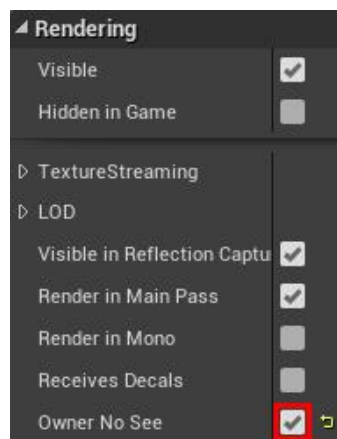 Rendering
Visible
Hidden in Game
TextureStreaming
LOD
Visible in Reflection Captu
Render in Main Pass
Render in Mono
Receives Decals
Owner No See